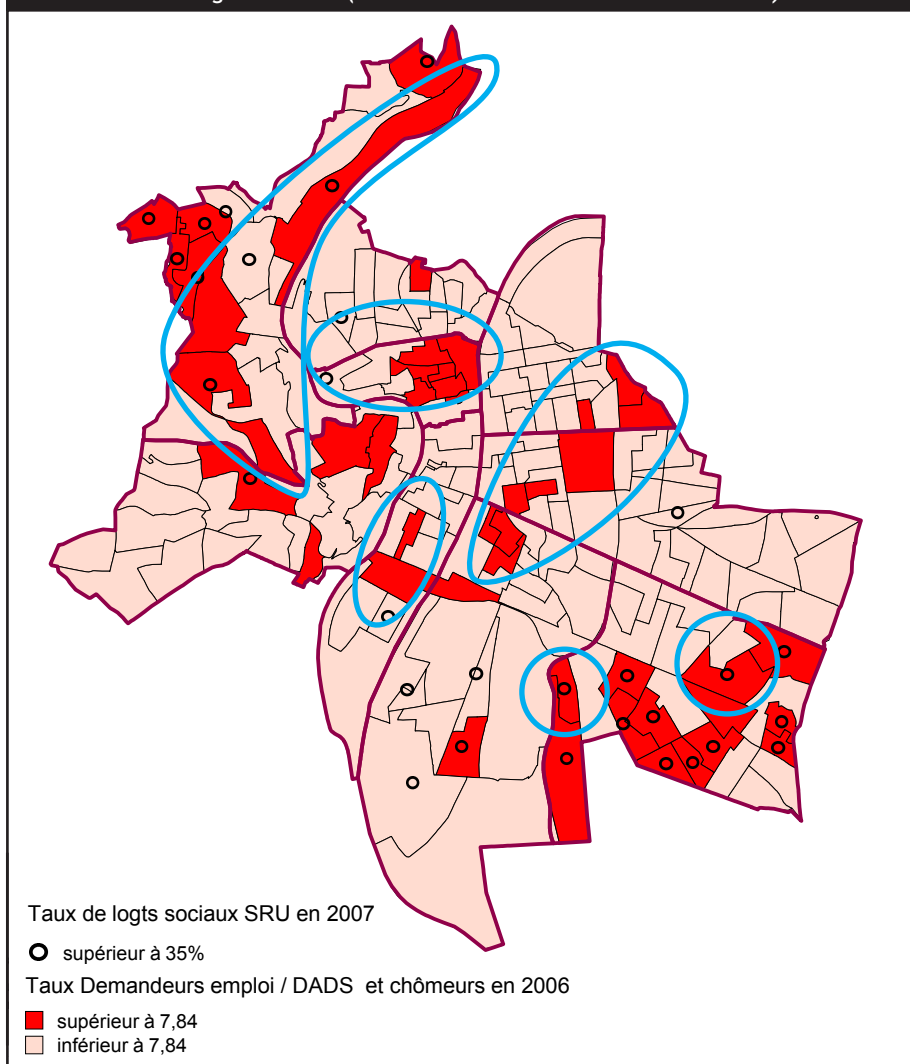 Taux de logts sociaux SRU en 2007
supérieur à 35%
Taux Demandeurs emploi / DADS et chômeurs en 2006
supérieur à 7,84
inférieur à 7,84